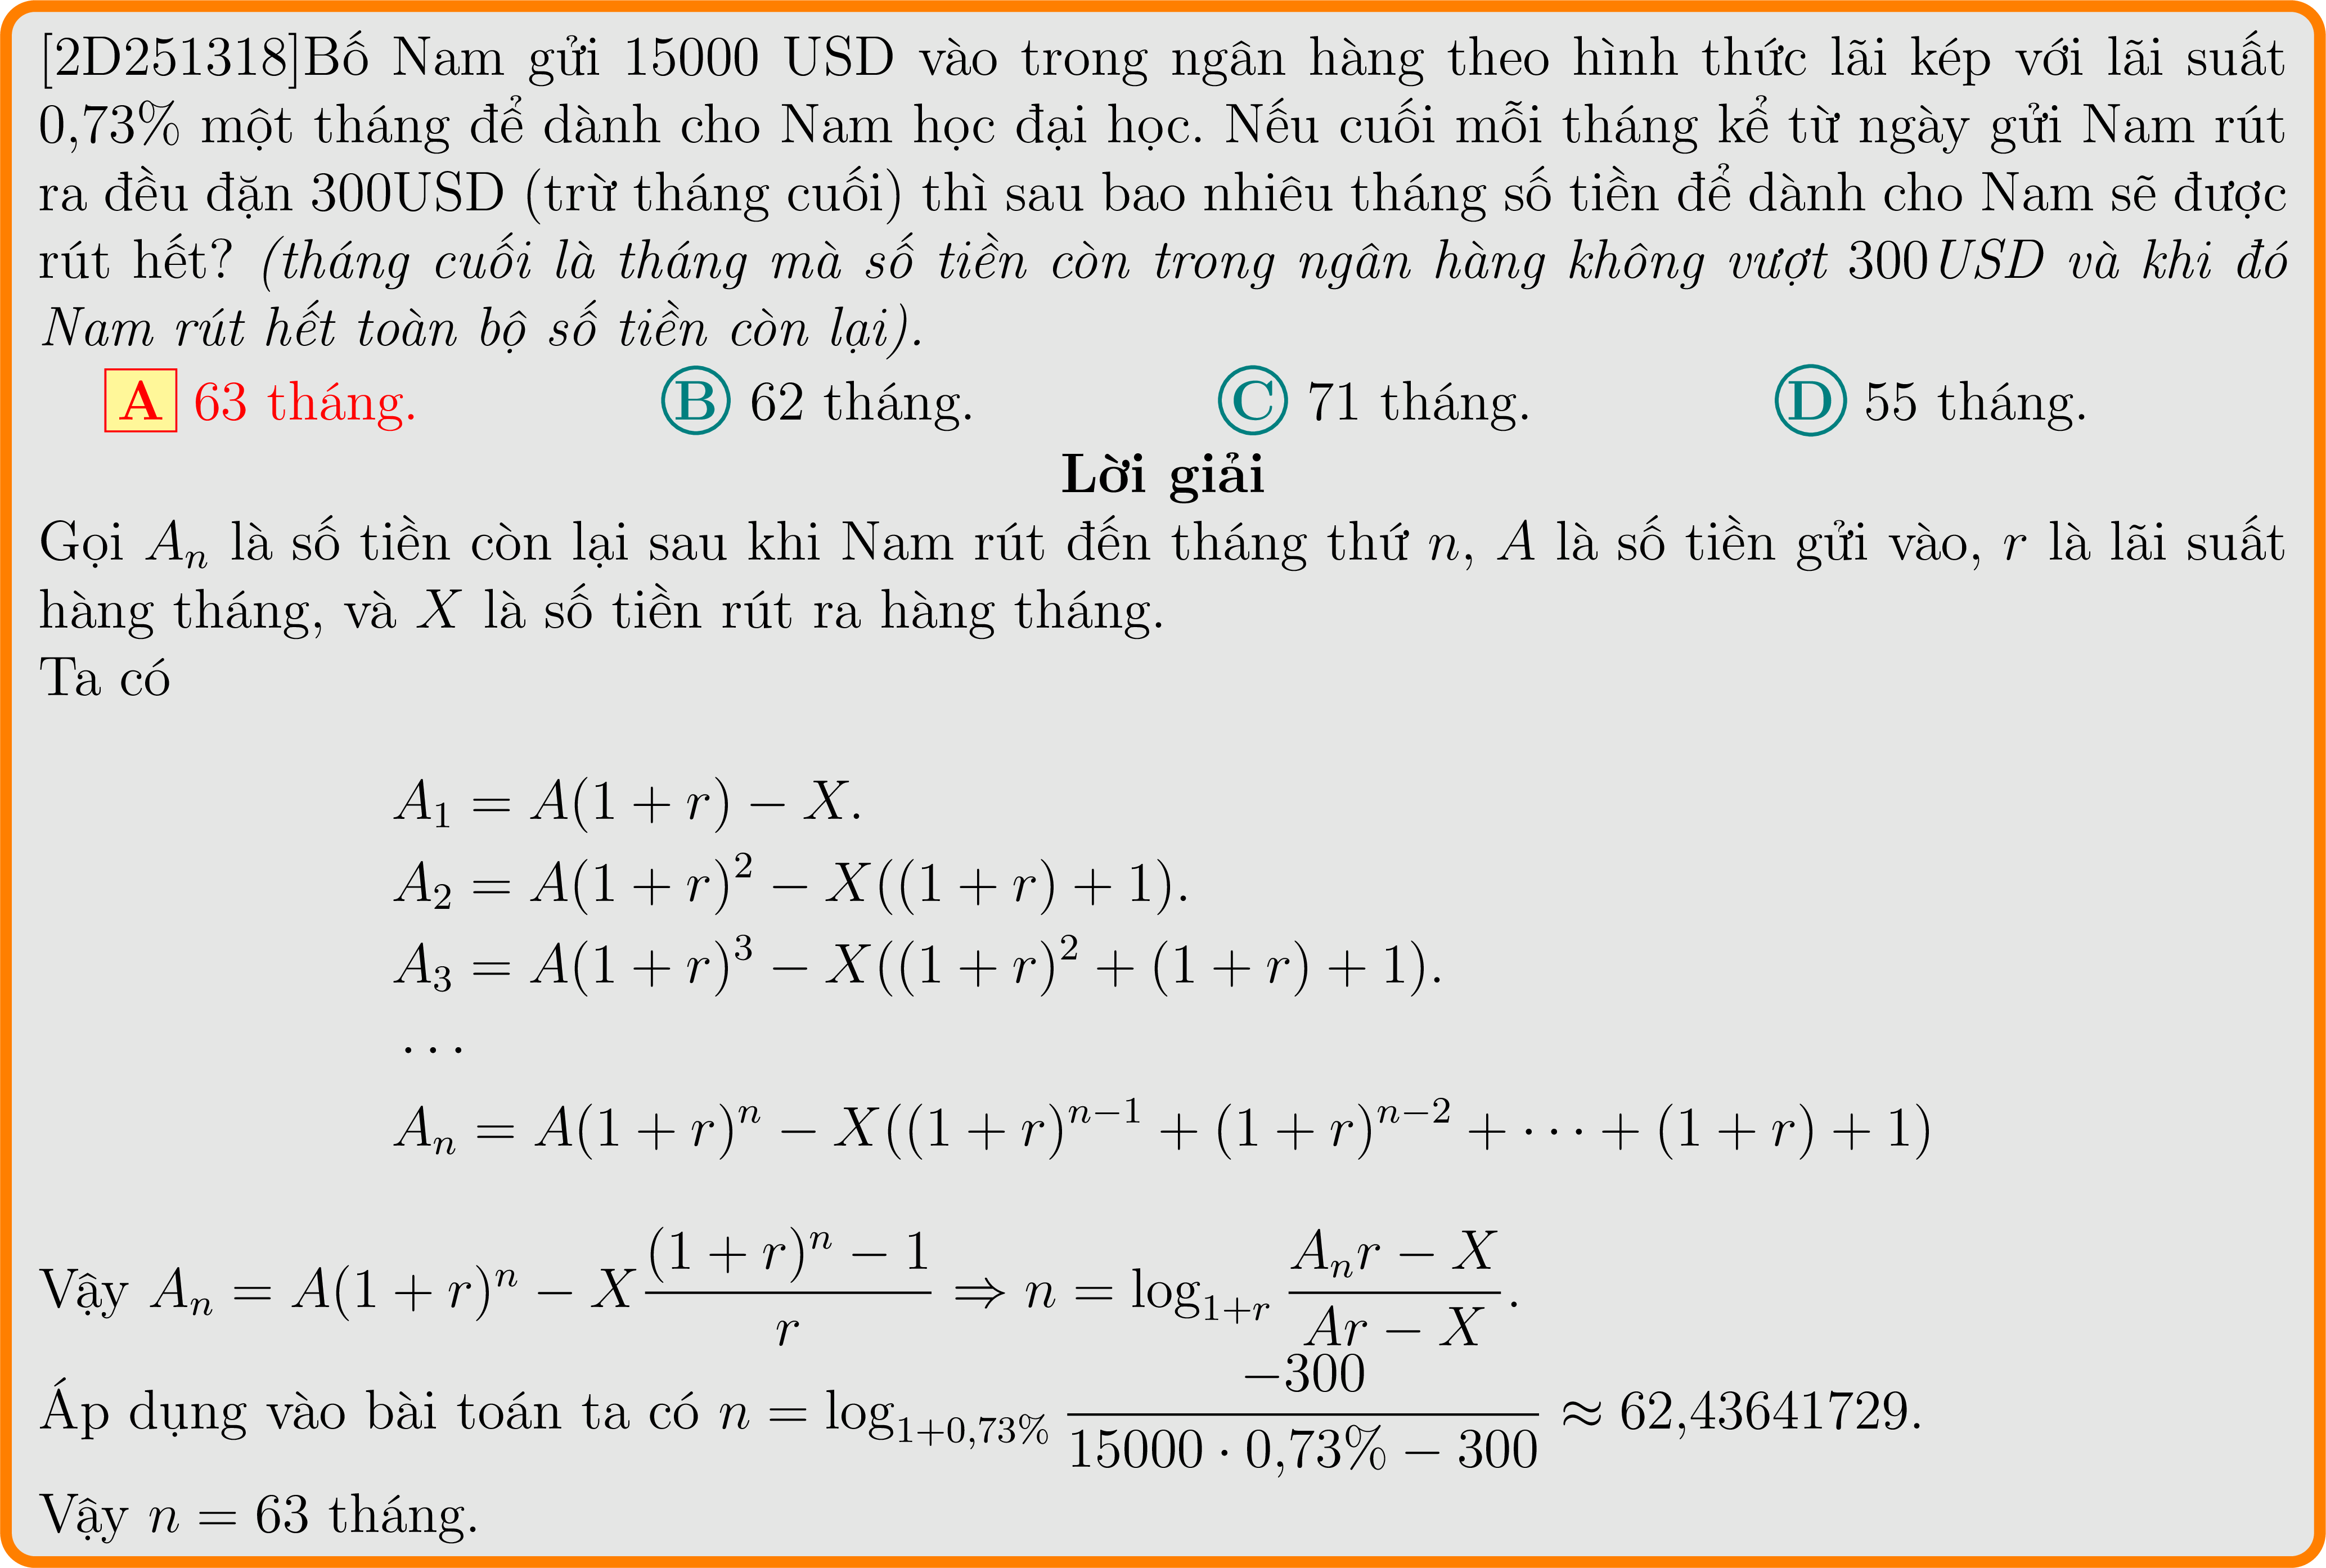 [2D251318]Bố Nam gửi 15000 USD vào trong ngân hàng theo hình thức lãi kép với lãi suất
0,73% một tháng để dành cho Nam học đại học. Nếu cuối mỗi tháng kể từ ngày gửi Nam rút
ra đều đặn 300USD (trừ tháng cuối) thì sau bao nhiêu tháng số tiền để dành cho Nam sẽ được
rút hết? (tháng cuối là tháng mà số tiền còn trong ngân hàng không vượt 300USD và khi đó
Nam rút hết toàn bộ số tiền còn lại).
A 63 tháng. B 62 tháng. C 71 tháng. D 55 tháng.
Lời giải
Gọi $A_n$ là số tiền còn lại sau khi Nam rút đến tháng thứ $n$, $A$ là số tiền gửi vào, $r$ là lãi suất
hàng tháng, và $X$ là số tiền rút ra hàng tháng.
Ta có
$A_1 = A(1 + r) - X.$
$A_2 = A(1 + r)^2 - X((1 + r) + 1).$
$A_3 = A(1 + r)^3 - X((1 + r)^2 + (1 + r) + 1).$
$\cdots$
$A_n = A(1 + r)^n - X((1 + r)^{n-1} + (1 + r)^{n-2} + \cdots + (1 + r) + 1)$
Vậy $A_n = A(1 + r)^n - X\frac{(1 + r)^n - 1}{r} \Rightarrow n = \log_{1+r} \frac{A_n r - X}{Ar - X}.$
Áp dụng vào bài toán ta có $n = \log_{1+0,73\%} \frac{-300}{15000 \cdot 0,73\% - 300} \approx 62,43641729.$
Vậy $n = 63$ tháng.